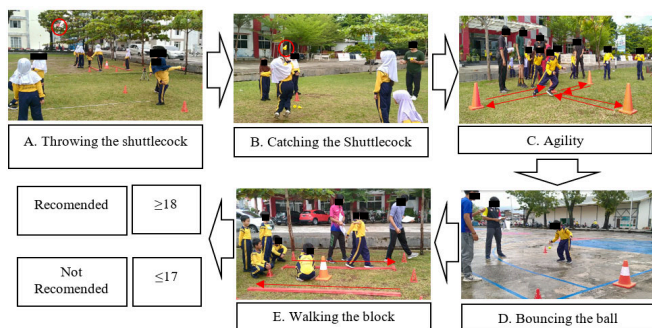 A. Throwing the shuttlecock
B. Catching the Shuttlecock
C. Agility
D. Bouncing the ball
E. Walking the block
Recomended
≥18
Not
Recomended
≤17